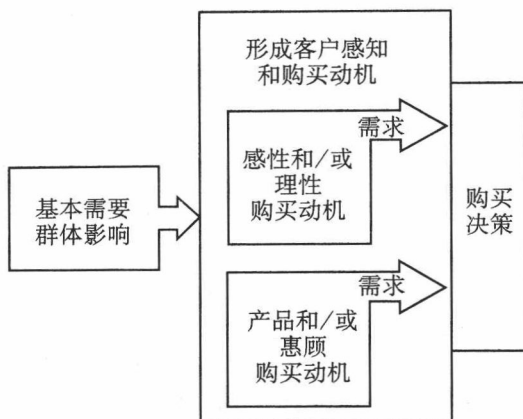 形成客户感知
和购买动机
需求
感性和/或
理性
购买动机
基本需要
群体影响
购买
决策
需求
产品和/或
惠顾
购买动机